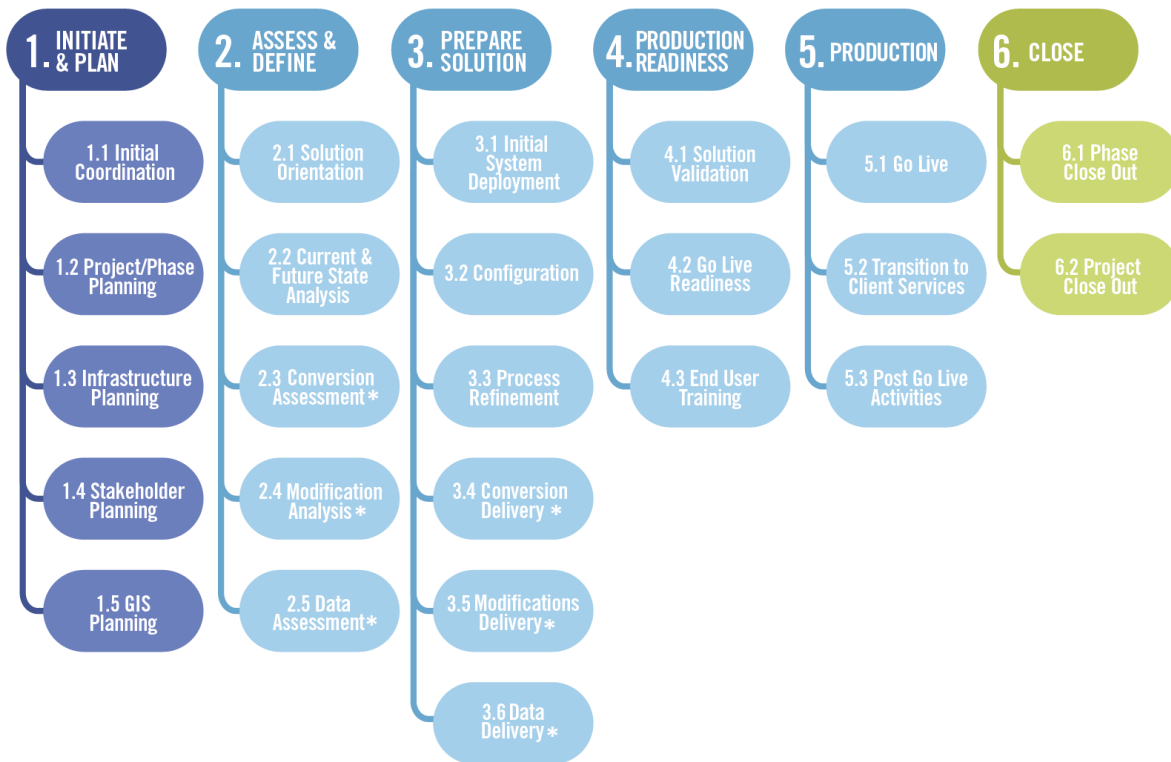 1. INITIATE
& PLAN
1.1 Initial
Coordination
1.2 Project/Phase
Planning
1.3 Infrastructure
Planning
1.4 Stakeholder
Planning
1.5 GIS
Planning
2. ASSESS &
DEFINE
2.1 Solution
Orientation
2.2 Current &
Future State
Analysis
2.3 Conversion
Assessment*
2.4 Modification
Analysis*
2.5 Data
Assessment*
3. PREPARE
SOLUTION
3.1 Initial
System
Deployment
3.2 Configuration
3.3 Process
Refinement
3.4 Conversion
Delivery *
3.5 Modifications
Delivery*
3.6 Data
Delivery*
4. PRODUCTION
READINESS
4.1 Solution
Validation
4.2 Go Live
Readiness
4.3 End User
Training
5. PRODUCTION
5.1 Go Live
5.2 Transition to
Client Services
5.3 Post Go Live
Activities
6. CLOSE
6.1 Phase
Close Out
6.2 Project
Close Out